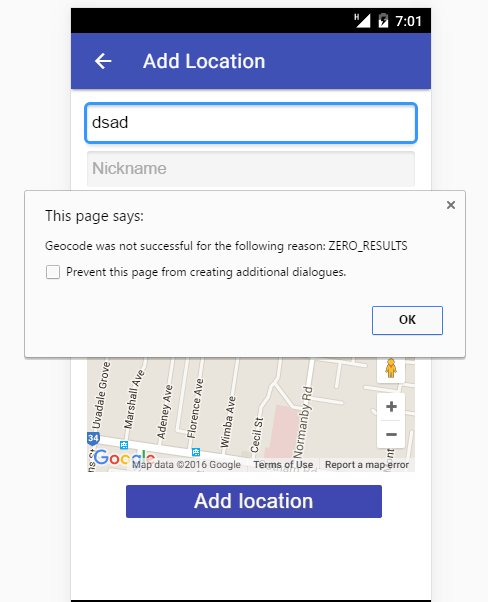 H 7:01
Add Location
dsad
Nickname
This page says:
Geocode was not successful for the following reason: ZERO_RESULTS
Prevent this page from creating additional dialogues.
OK
Uvadale Grove
Marshall Ave
Adeney Ave
Florence Ave
Wimba Ave
Cecil St
Normanby Rd
34
Google
Map data ©2016 Google Terms of Use Report a map error
Add location